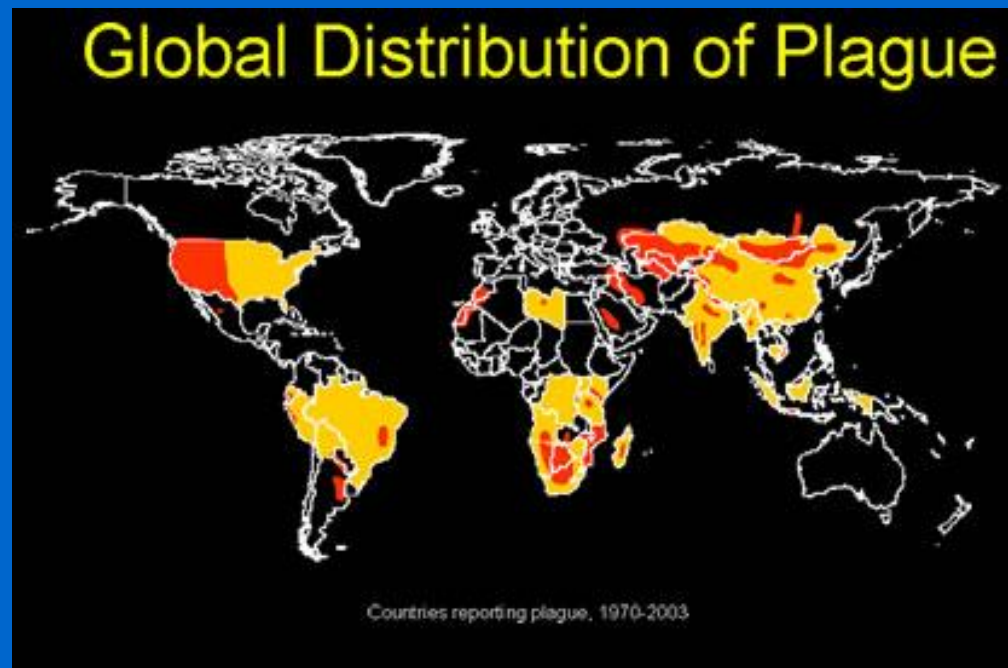 Global Distribution of Plague
Countries reporting plague, 1970-2003